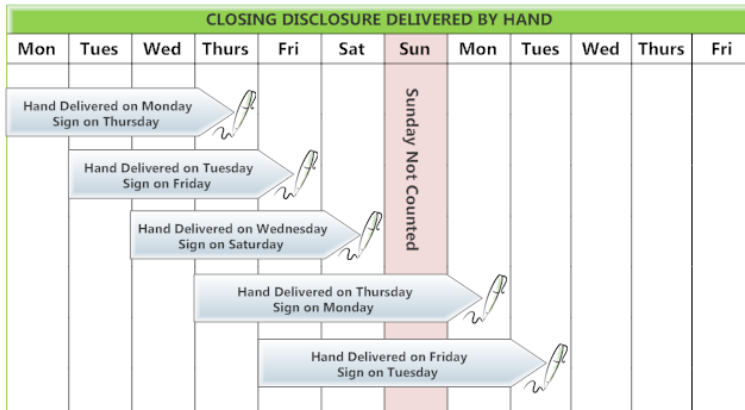 CLOSING DISCLOSURE DELIVERED BY HAND
Mon Tues Wed Thurs Fri Sat Sun Mon Tues Wed Thurs Fri
Hand Delivered on Monday
Sign on Thursday
Hand Delivered on Tuesday
Sign on Friday
Hand Delivered on Wednesday
Sign on Saturday
Hand Delivered on Thursday
Sign on Monday
Hand Delivered on Friday
Sign on Tuesday
Sunday Not Counted